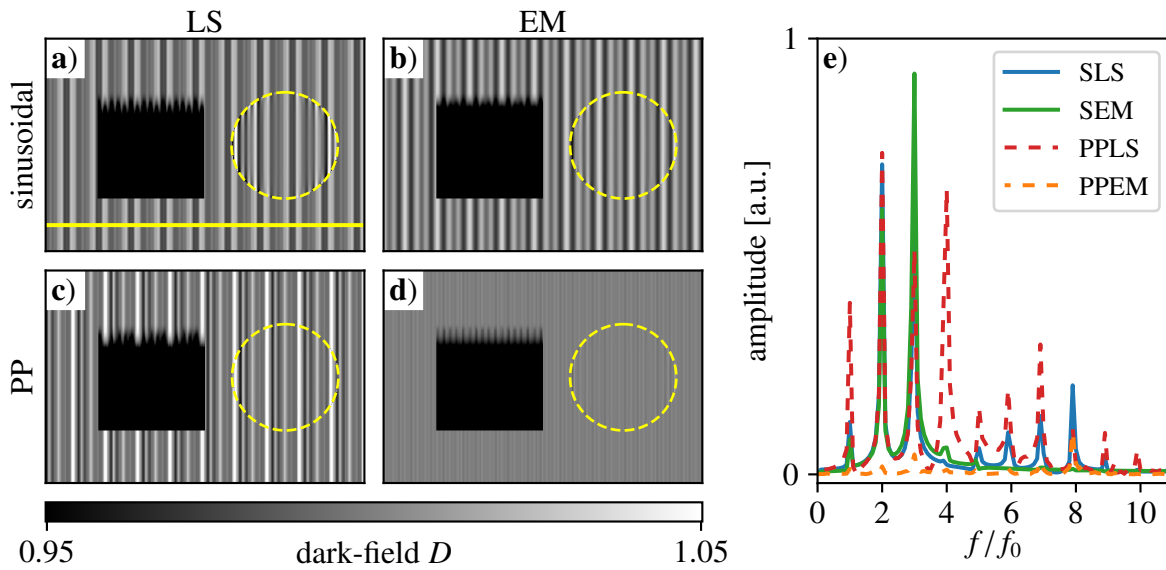 LS
EM
sinusoidal
a)
b)
PP
c)
d)
0.95
dark-field D
1.05
e)
1
0
amplitude [a.u.]
SLS
SEM
PPLS
PPEM
0 2 4 6 8 10
f/f₀